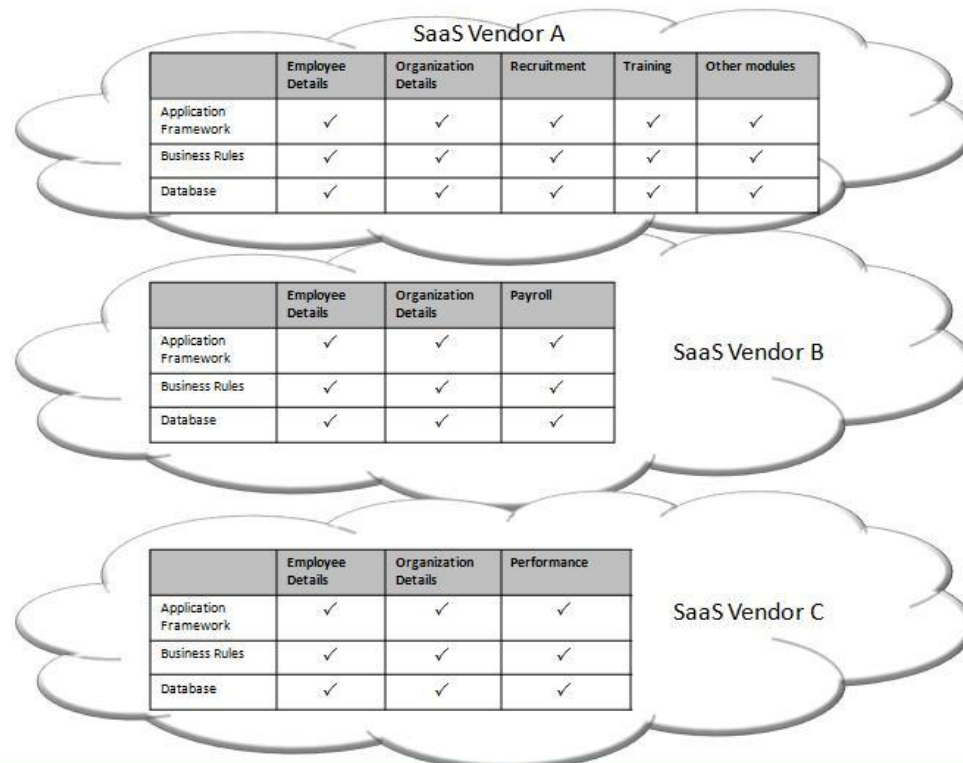 SaaS Vendor A
Employee Details Organization Details Recruitment Training Other modules
Application Framework ✓ ✓ ✓ ✓ ✓
Business Rules ✓ ✓ ✓ ✓ ✓
Database ✓ ✓ ✓ ✓ ✓
Employee Details Organization Details Payroll
Application Framework ✓ ✓ ✓
SaaS Vendor B
Business Rules ✓ ✓ ✓
Database ✓ ✓ ✓
Employee Details Organization Details Performance
Application Framework ✓ ✓ ✓
SaaS Vendor C
Business Rules ✓ ✓ ✓
Database ✓ ✓ ✓